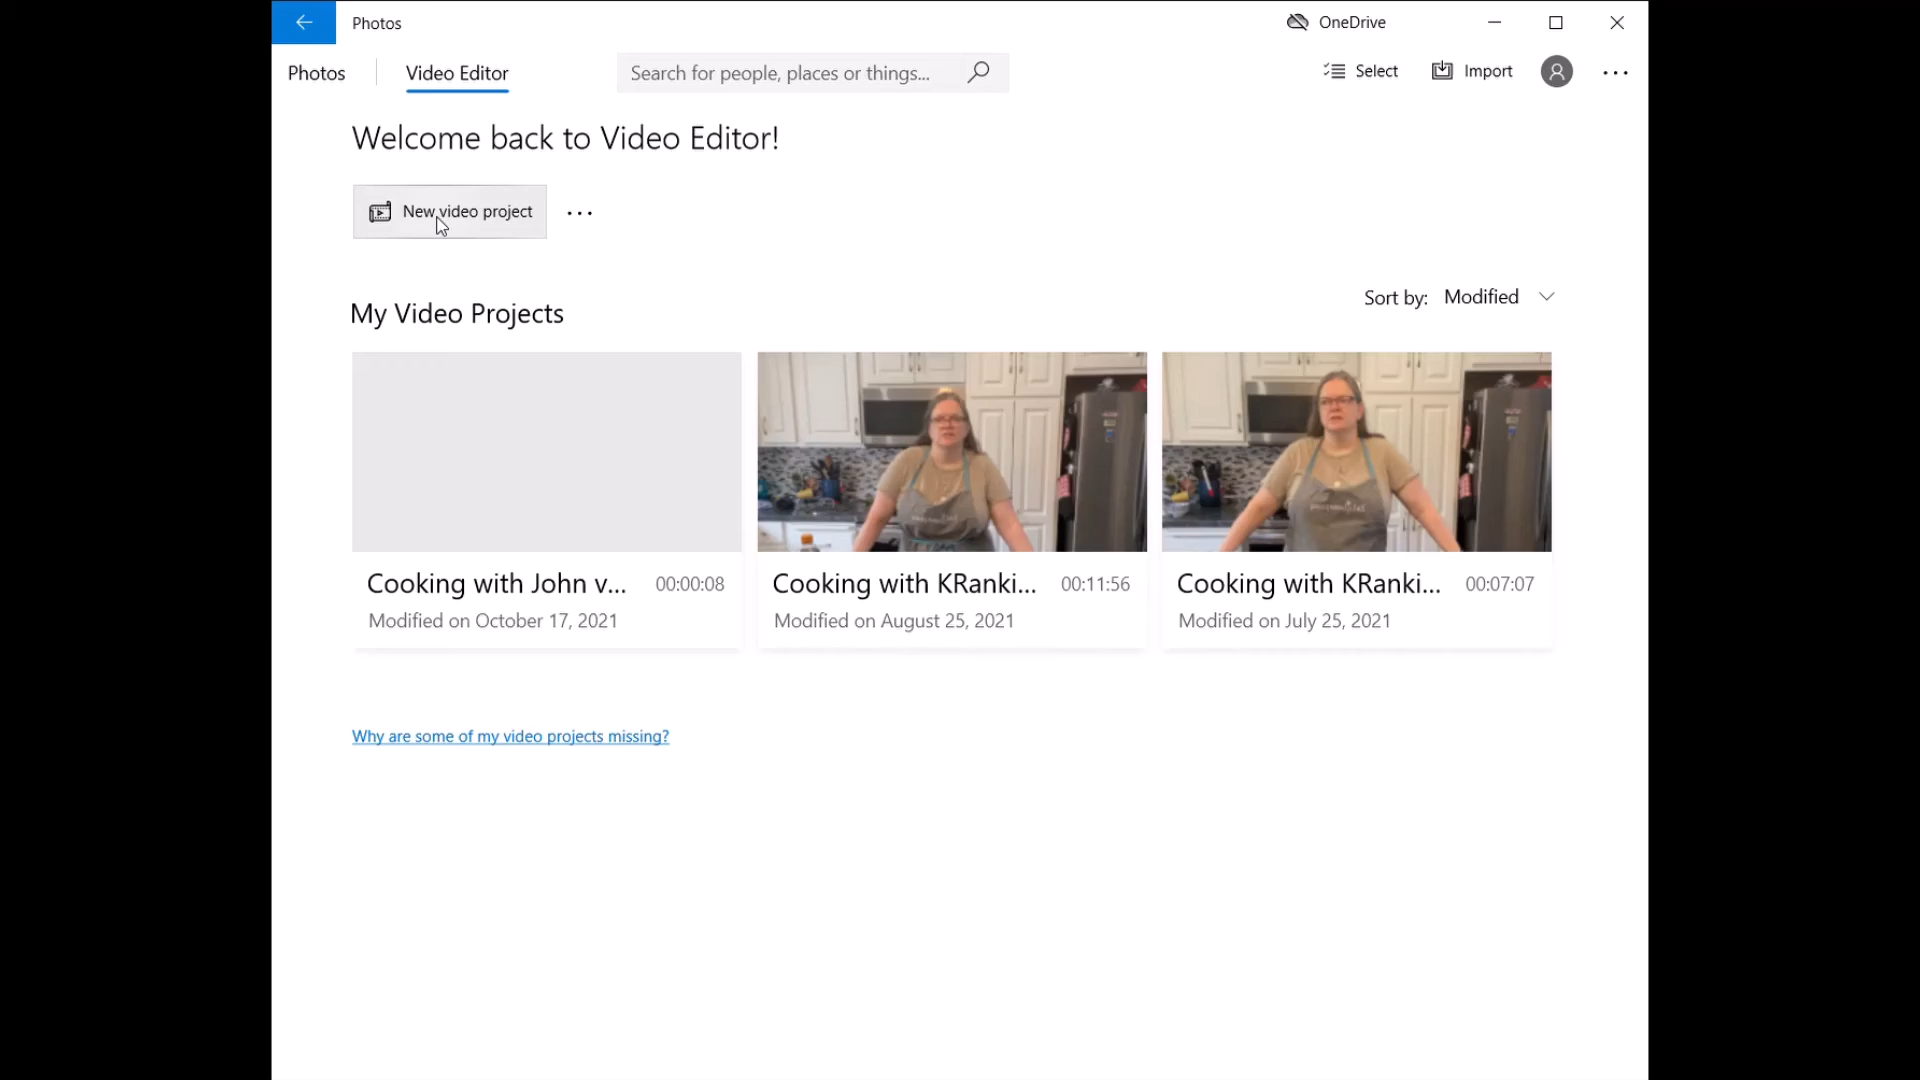 Photos
OneDrive
Photos
Video Editor
Search for people, places or things...
Select
Import
Welcome back to Video Editor!
New video project
My Video Projects
Sort by: Modified
Cooking with John v... 00:00:08
Modified on October 17, 2021
Cooking with KRanki... 00:11:56
Modified on August 25, 2021
Cooking with KRanki... 00:07:07
Modified on July 25, 2021
Why are some of my video projects missing?